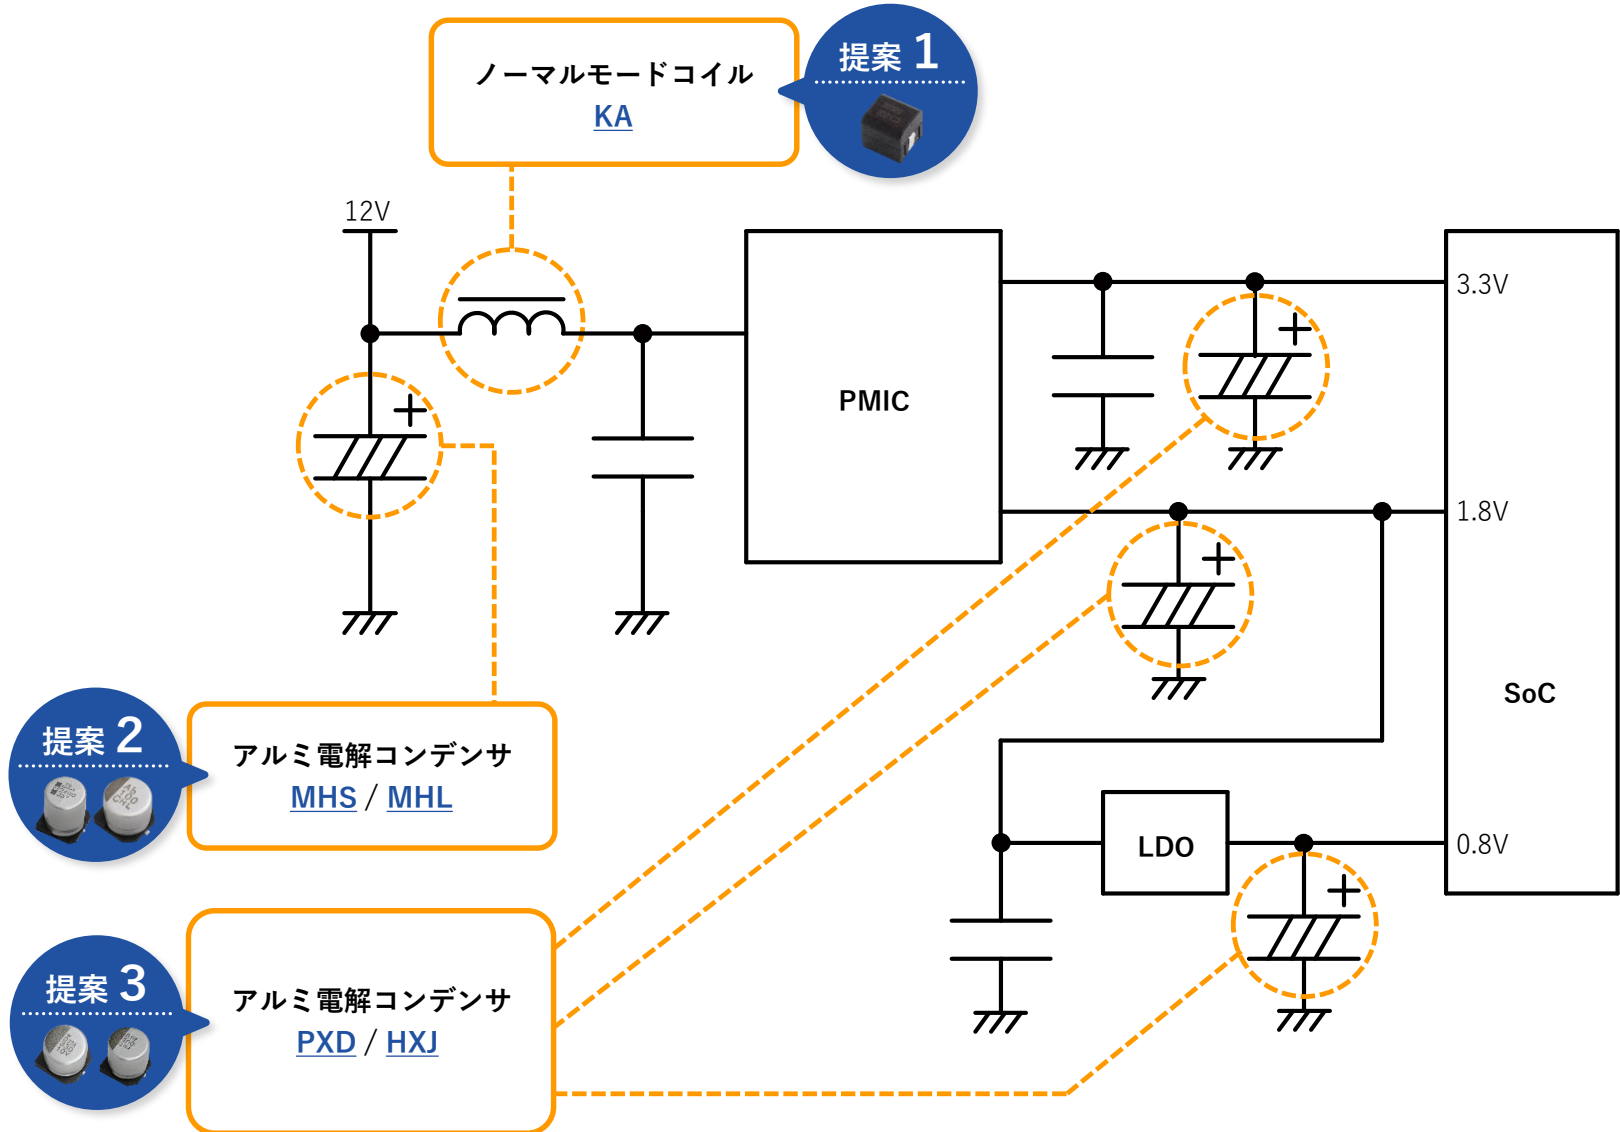 ノーマルモードコイル
KA
提案 1
12V
PMIC
3.3V
1.8V
SoC
LDO
0.8V
提案 2
アルミ電解コンデンサ
MHS / MHL
提案 3
アルミ電解コンデンサ
PXD / HXJ